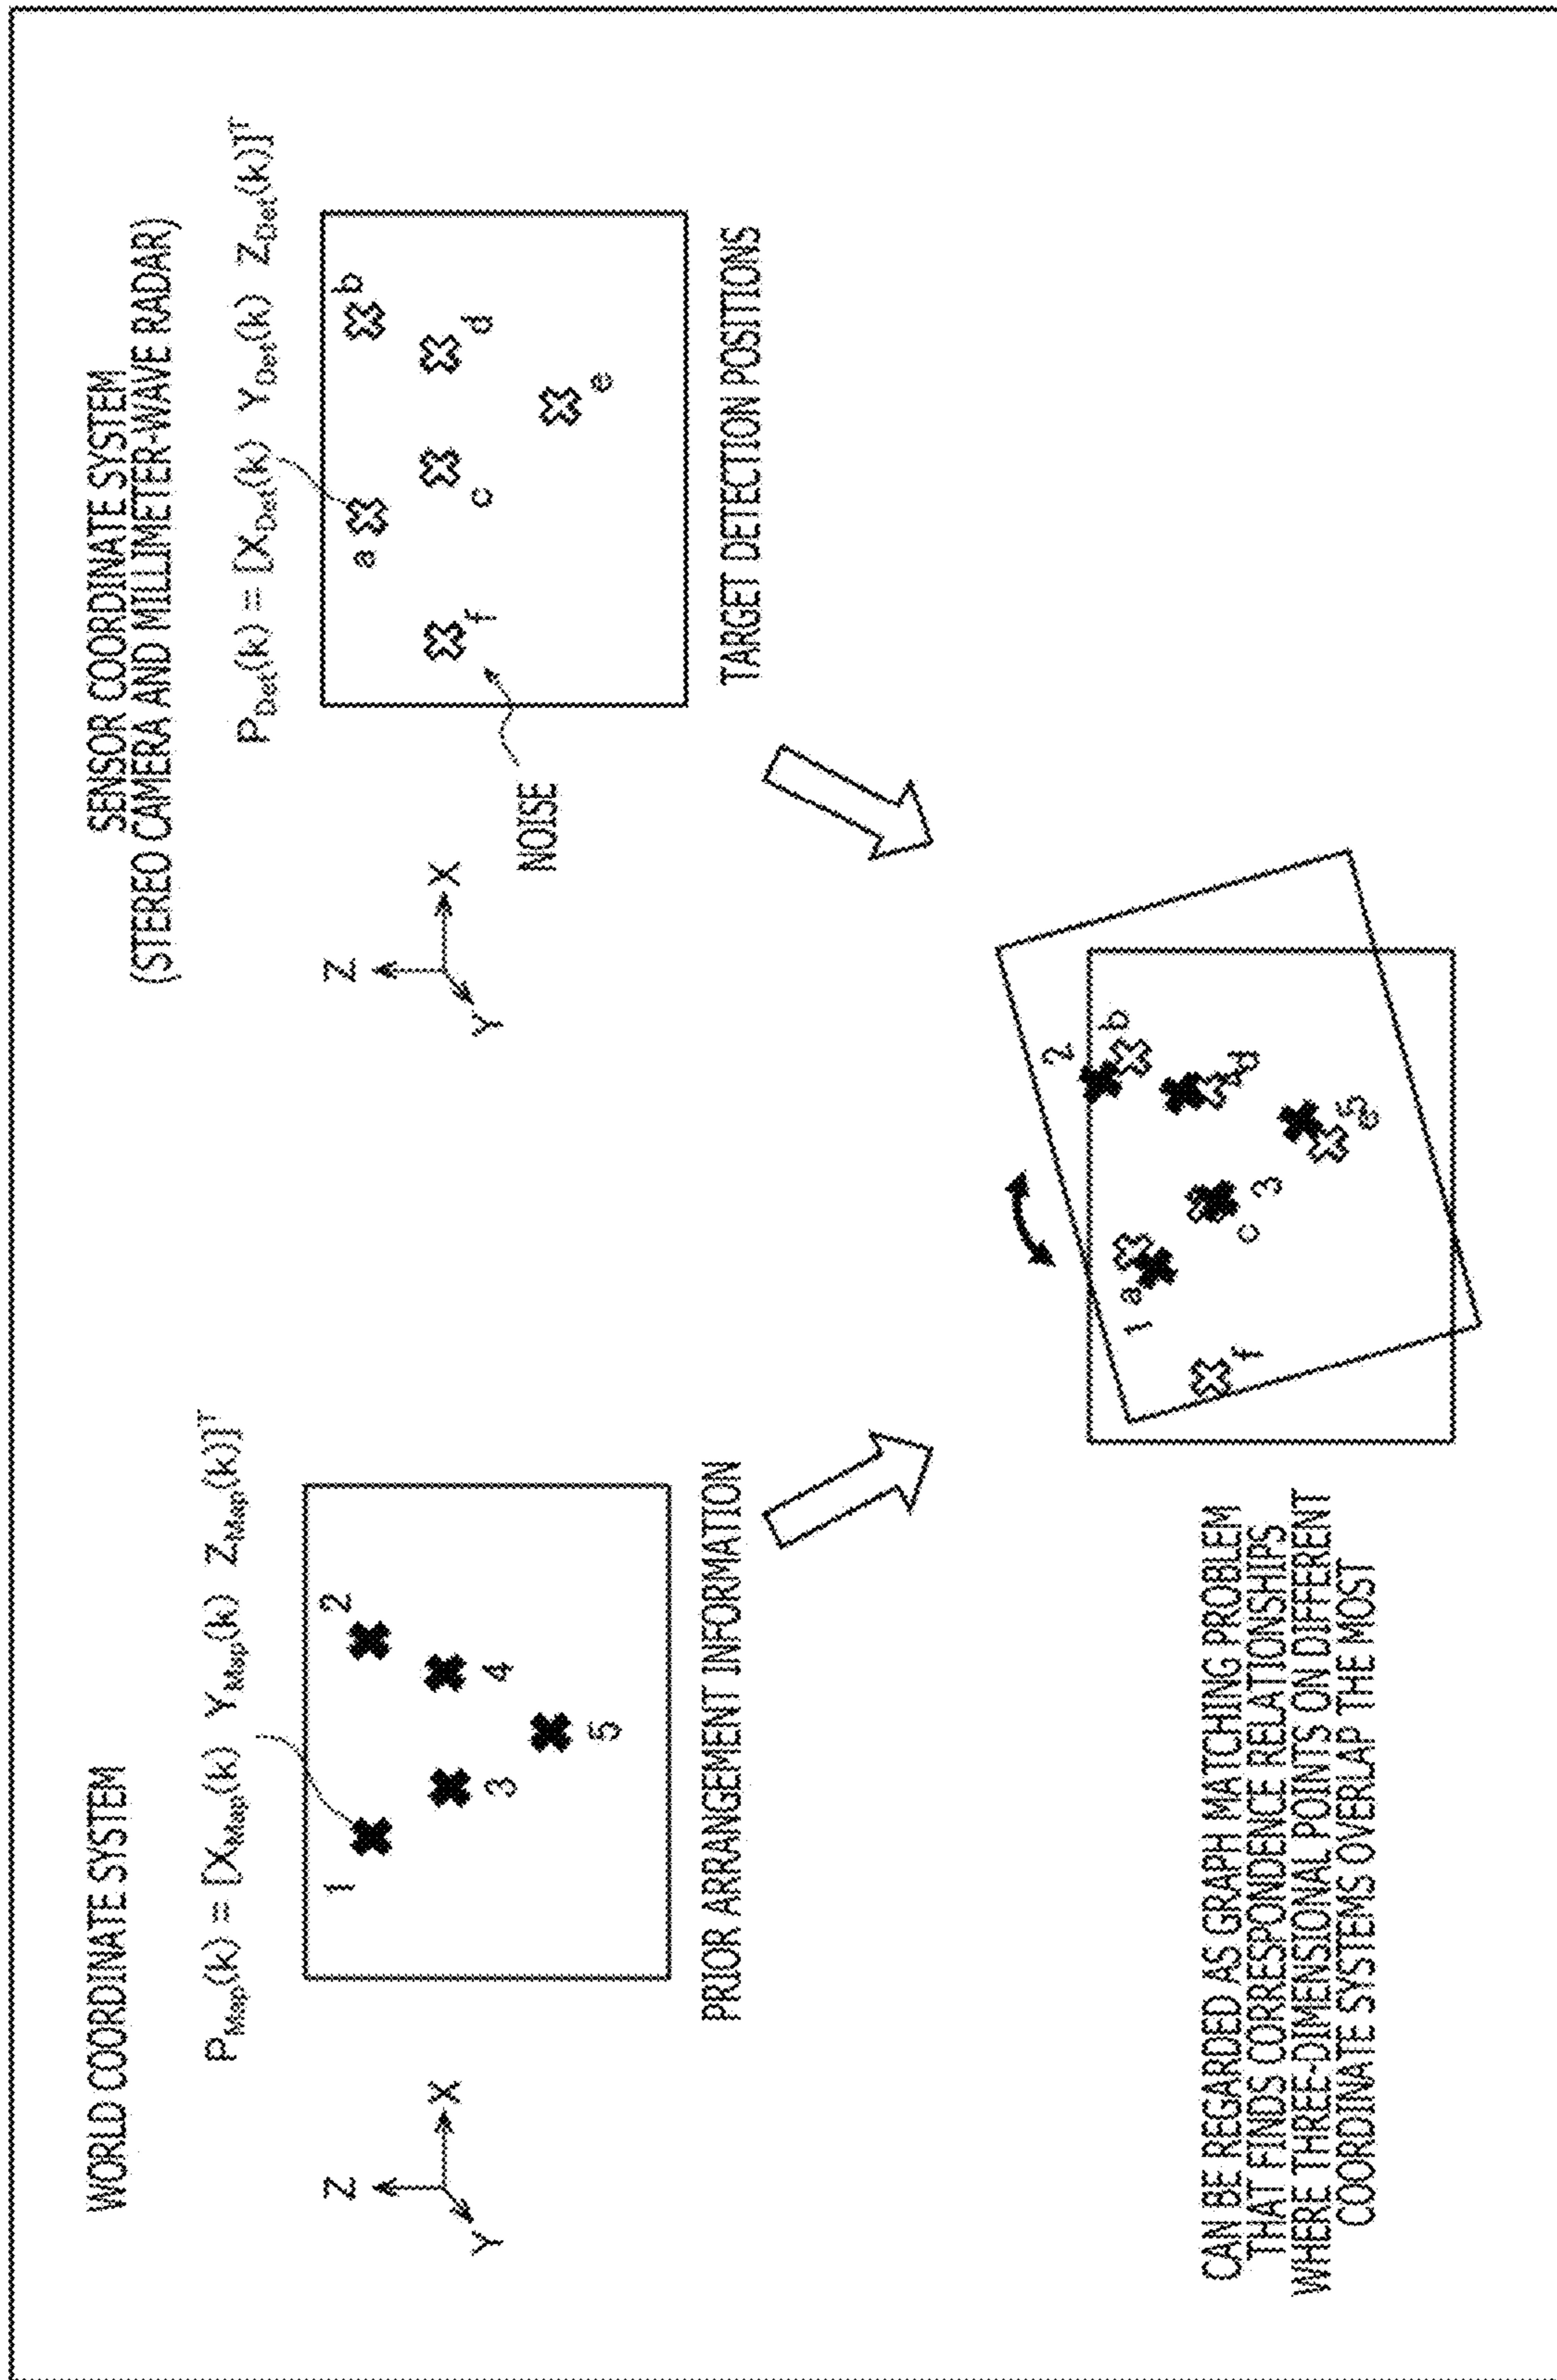 WORLD COORDINATE SYSTEM
P_Map(k) = [X_Map(k) Y_Map(k) Z_Map(k)]^T
Z
X
Y
1
2
3
4
5
PRIOR ARRANGEMENT INFORMATION
SENSOR COORDINATE SYSTEM
(STEREO CAMERA AND MILLIMETER-WAVE RADAR)
P_Det(k) = [X_Det(k) Y_Det(k) Z_Det(k)]^T
Z
X
Y
NOISE
a
b
c
d
e
f
TARGET DETECTION POSITIONS
CAN BE REGARDED AS GRAPH MATCHING PROBLEM
THAT FINDS CORRESPONDENCE RELATIONSHIPS
WHERE THREE-DIMENSIONAL POINTS ON DIFFERENT
COORDINATE SYSTEMS OVERLAP THE MOST
1
a
2
b
3
c
4
d
5
e
f